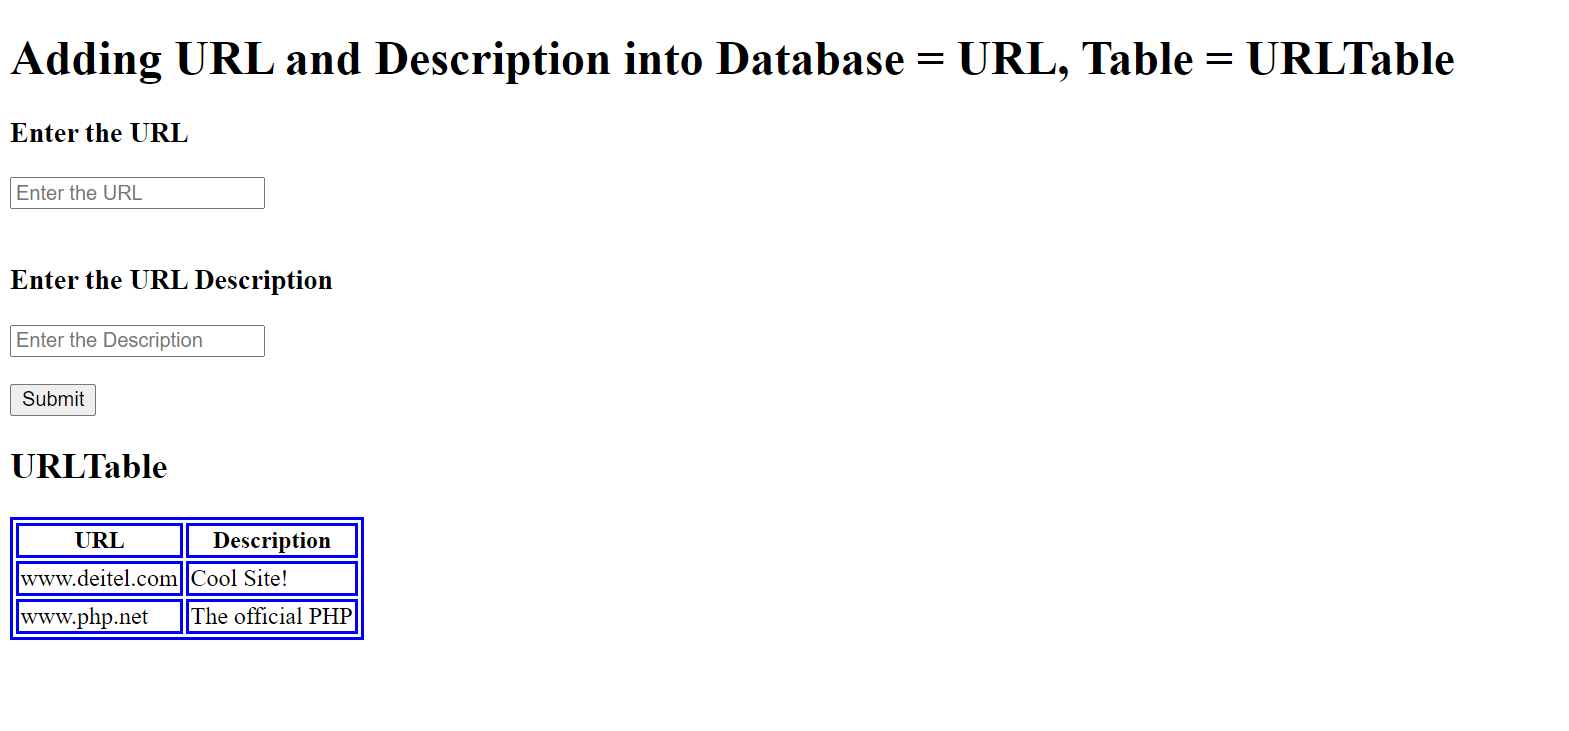 Adding URL and Description into Database = URL, Table = URLTable
Enter the URL
Enter the URL
Enter the URL Description
Enter the Description
Submit
URLTable
URL Description
www.deitel.com Cool Site!
www.php.net The official PHP